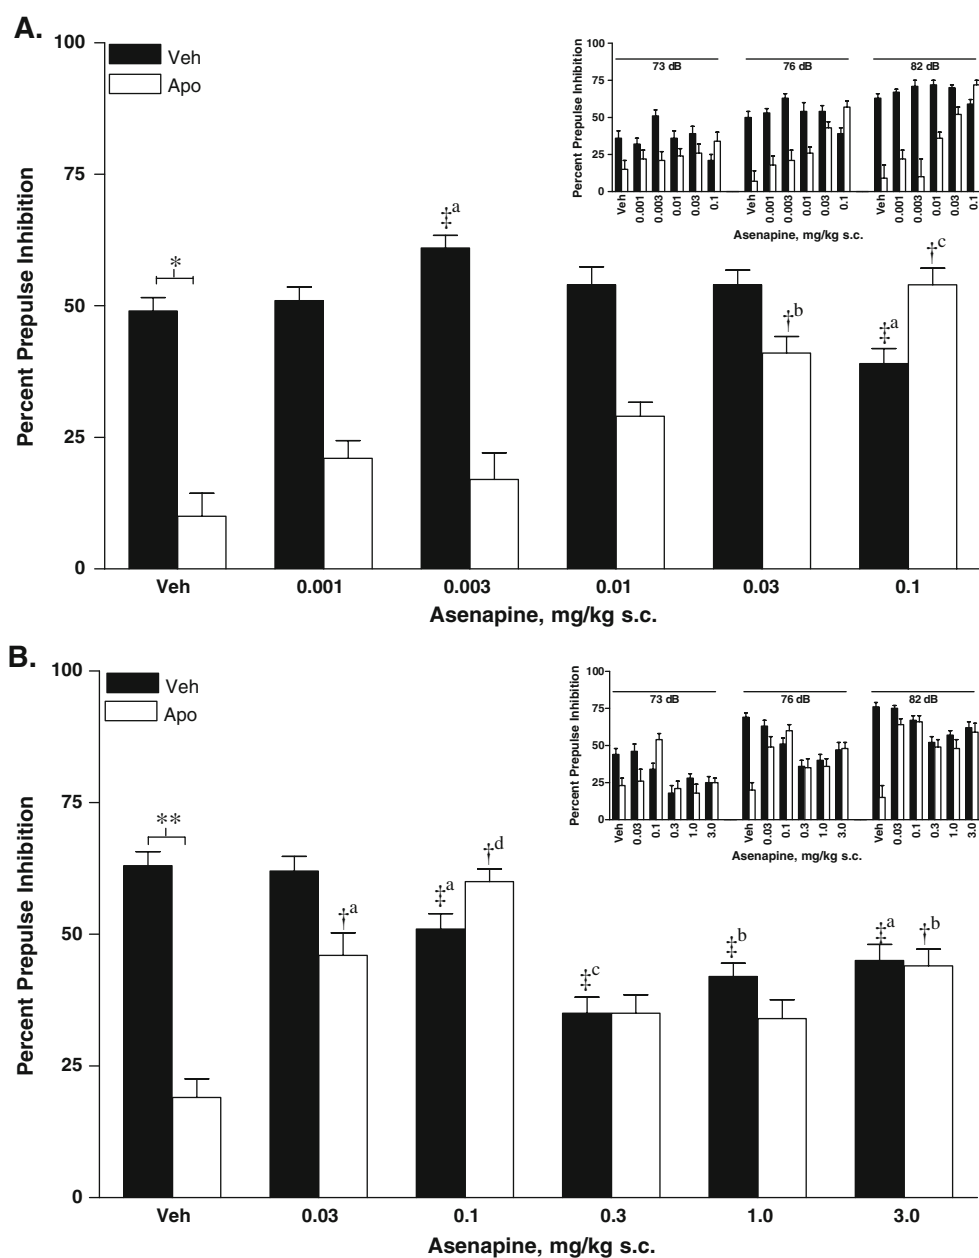 A.
Percent Prepulse Inhibition
100
75
50
25
0
Veh
Apo
*
‡a
†b
‡a
†c
Veh 0.001 0.003 0.01 0.03 0.1
Asenapine, mg/kg s.c.
Percent Prepulse Inhibition
100
75
50
25
0
73 dB 76 dB 82 dB
Veh 0.001 0.003 0.01 0.03 0.1 Veh 0.001 0.003 0.01 0.03 0.1 Veh 0.001 0.003 0.01 0.03 0.1
Asenapine, mg/kg s.c.
B.
Percent Prepulse Inhibition
100
75
50
25
0
Veh
Apo
**
†a
‡a
†d
‡c
‡b
‡a
†b
Veh 0.03 0.1 0.3 1.0 3.0
Asenapine, mg/kg s.c.
Percent Prepulse Inhibition
100
75
50
25
0
73 dB 76 dB 82 dB
Veh 0.03 0.1 0.3 1.0 3.0 Veh 0.03 0.1 0.3 1.0 3.0 Veh 0.03 0.1 0.3 1.0 3.0
Asenapine, mg/kg s.c.